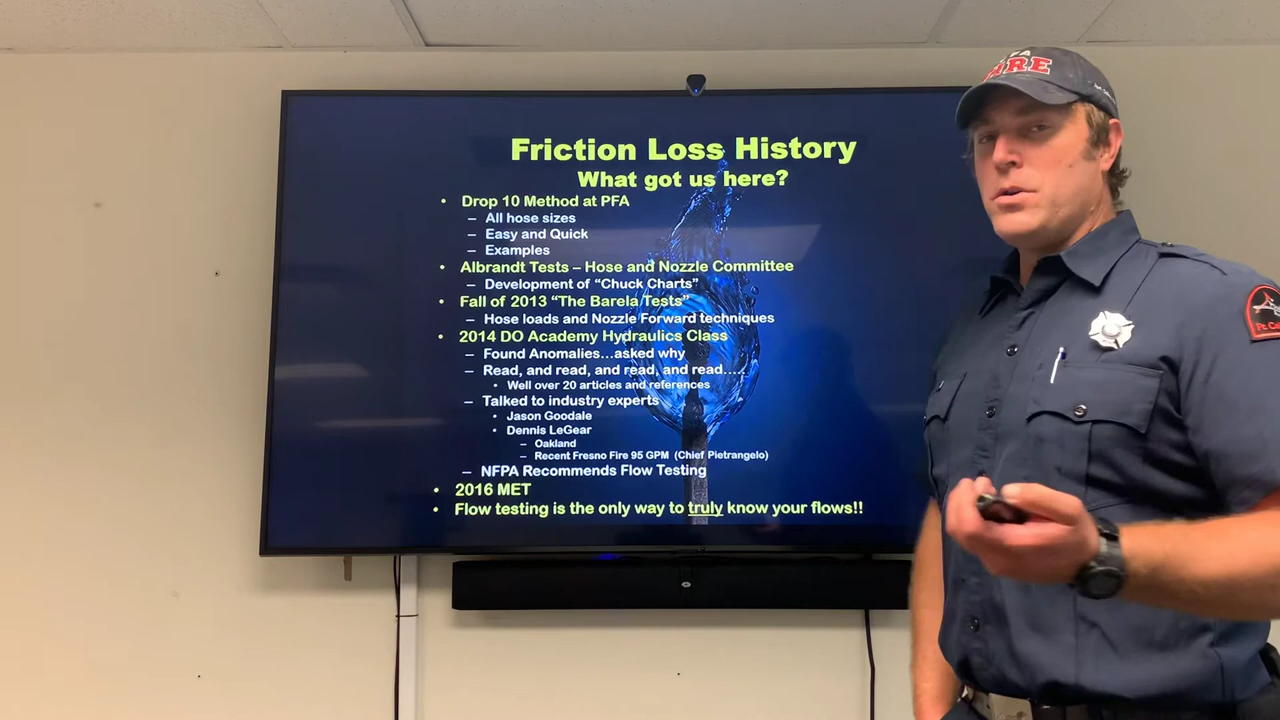 FIRE
Friction Loss History
What got us here?
• Drop 10 Method at PFA
– All hose sizes
– Easy and Quick
– Examples
• Albrandt Tests – Hose and Nozzle Committee
– Development of “Chuck Charts”
• Fall of 2013 “The Barela Tests”
– Hose loads and Nozzle Forward techniques
• 2014 DO Academy Hydraulics Class
– Found Anomalies...asked why
– Read, and read, and read, and read.....
• Well over 20 articles and references
– Talked to industry experts
• Jason Goodale
• Dennis LeGear
– Oakland
– Recent Fresno Fire 95 GPM (Chief Pietrangelo)
– NFPA Recommends Flow Testing
• 2016 MET
• Flow testing is the only way to truly know your flows!!